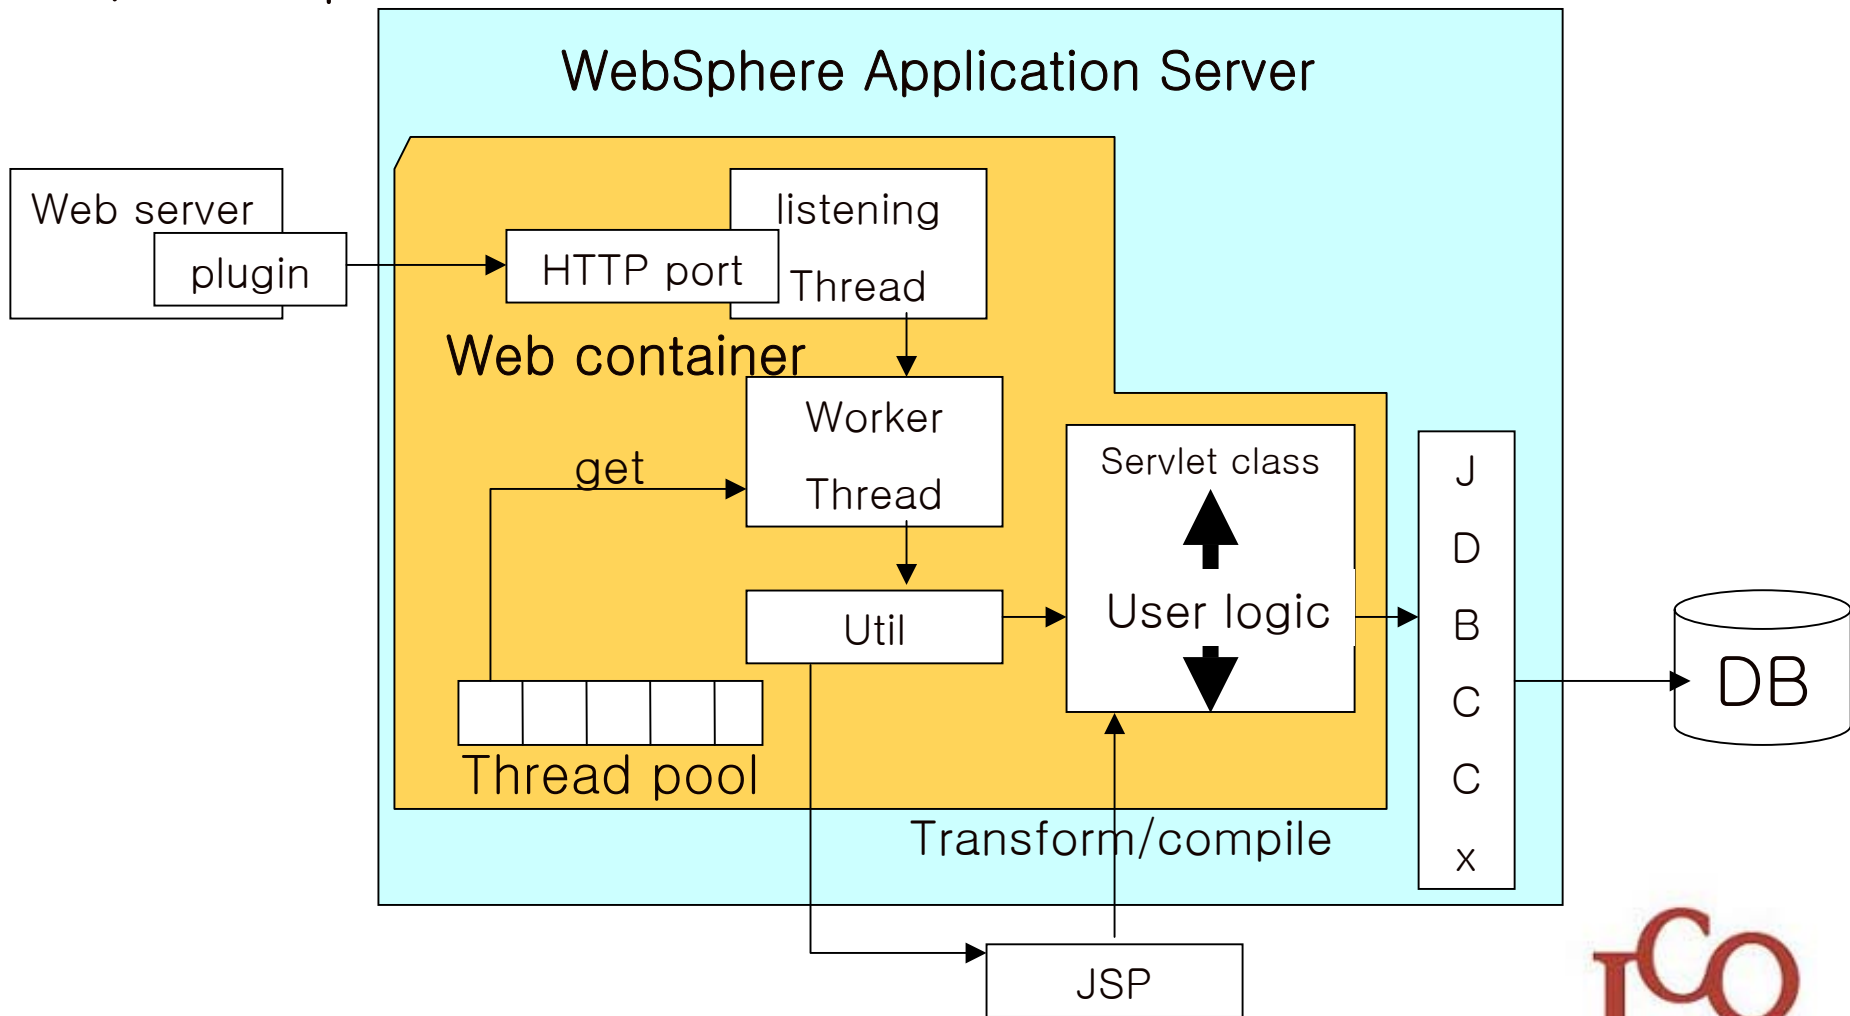 WebSphere Application Server
Web server
plugin
HTTP port
listening
Thread
Web container
Worker
Thread
get
Util
Thread pool
Servlet class
User logic
J
D
B
C
C
x
DB
Transform/compile
JSP